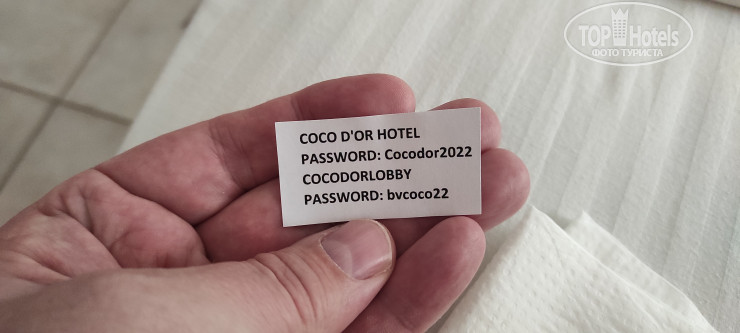 TOP Hotels
ФОТО ТУРИСТА
COCO D'OR HOTEL
PASSWORD: Cocodor2022
COCODORLOBBY
PASSWORD: bvcoco22